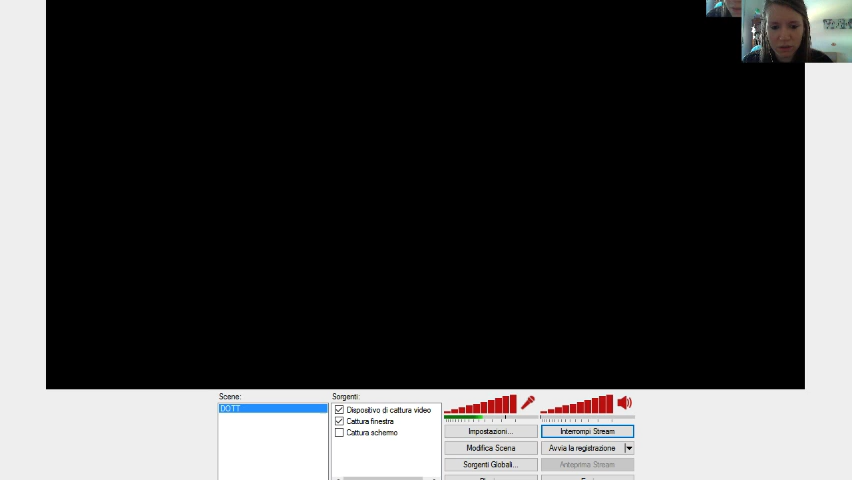 Scene:
DOTT
Sorgenti:
Dispositivo di cattura video
Cattura finestra
Cattura schermo
Impostazioni...
Interrompi Stream
Modifica Scena
Avvia la registrazione
Sorgenti Globali...
Anteprima Stream